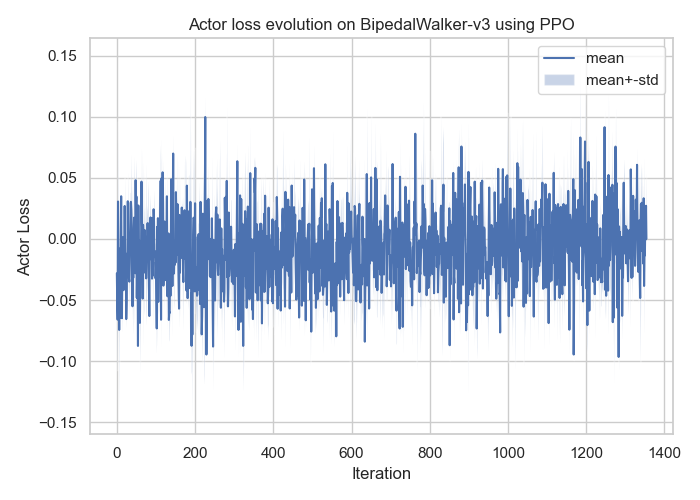 Actor loss evolution on BipedalWalker-v3 using PPO
mean
mean+-std
0.15
0.10
0.05
0.00
−0.05
−0.10
−0.15
Actor Loss
0 200 400 600 800 1000 1200 1400
Iteration